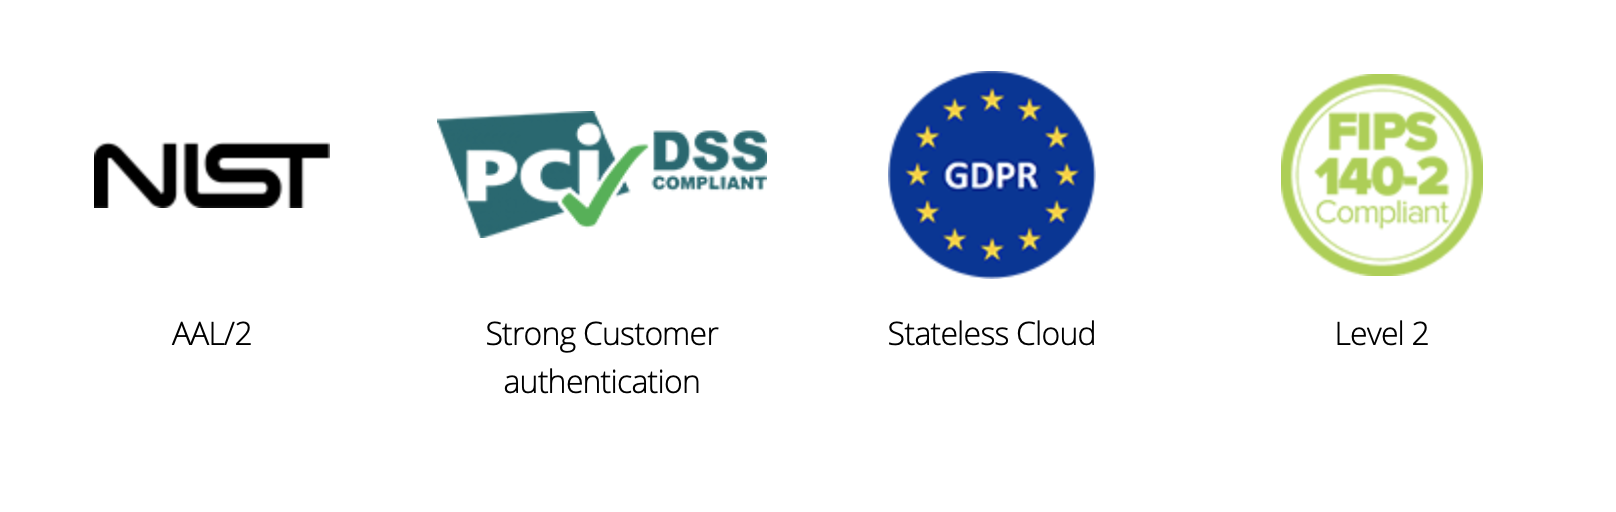 NIST
PCi DSS
COMPLIANT
GDPR
FIPS
140-2
Compliant
AAL/2
Strong Customer
authentication
Stateless Cloud
Level 2